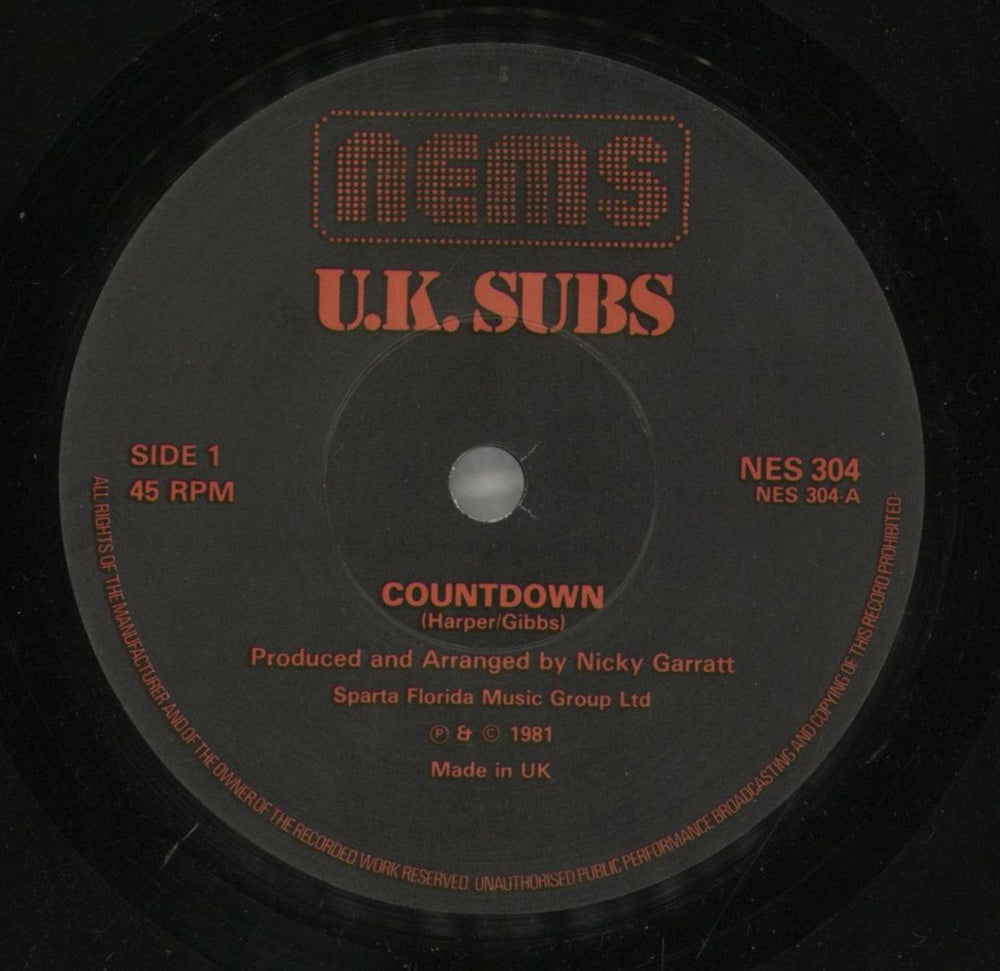 NEMS
U.K. SUBS
SIDE 1
45 RPM
NES 304
NES 304-A
COUNTDOWN
(Harper/Gibbs)
Produced and Arranged by Nicky Garratt
Sparta Florida Music Group Ltd
℗ & © 1981
Made in UK
ALL RIGHTS OF THE MANUFACTURER AND OF THE OWNER OF THE RECORDED WORK RESERVED UNAUTHORISED PUBLIC PERFORMANCE BROADCASTING AND COPYING OF THIS RECORD PROHIBITED